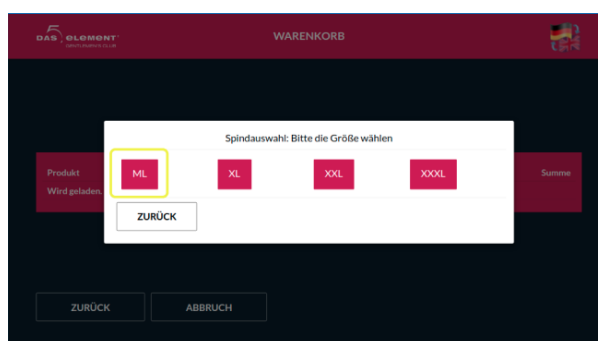 DAS 5 element
WARENKORB
Spindauswahl: Bitte die Größe wählen
ML XL XXL XXXL
Produkt Summe
Wird geladen.
ZURÜCK
ZURÜCK ABBRUCH